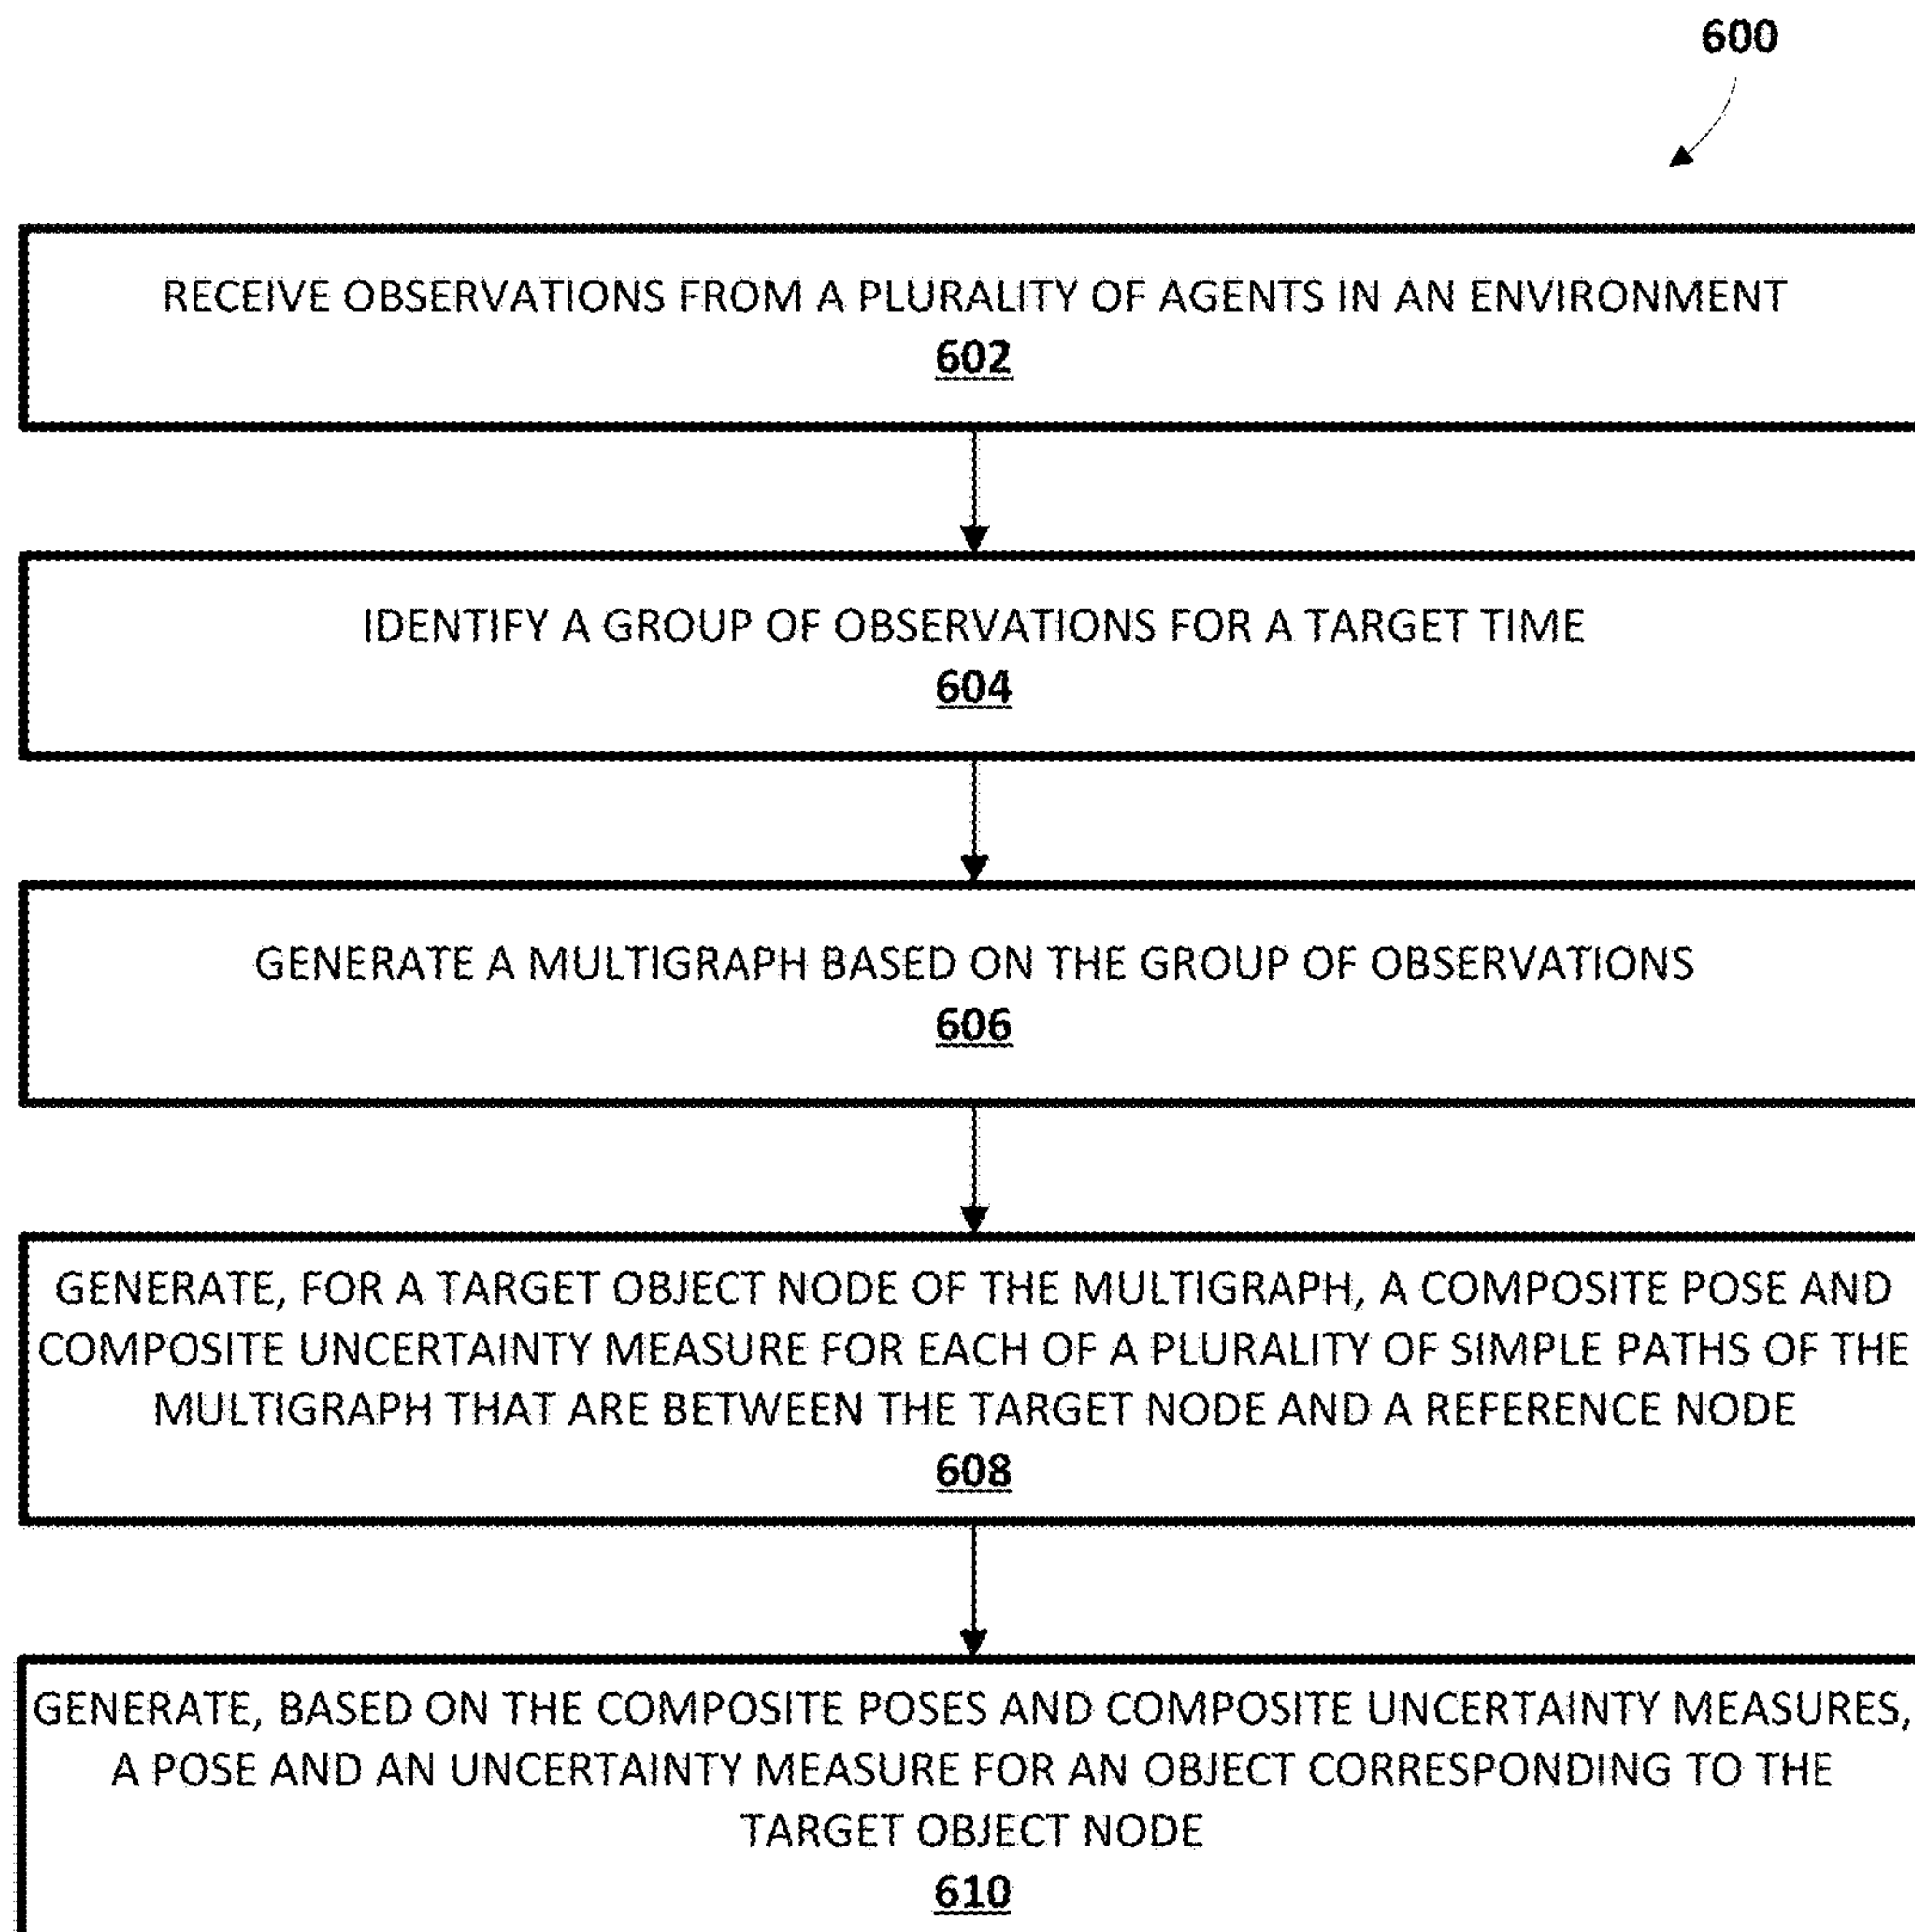 600
RECEIVE OBSERVATIONS FROM A PLURALITY OF AGENTS IN AN ENVIRONMENT
602
IDENTIFY A GROUP OF OBSERVATIONS FOR A TARGET TIME
604
GENERATE A MULTIGRAPH BASED ON THE GROUP OF OBSERVATIONS
606
GENERATE, FOR A TARGET OBJECT NODE OF THE MULTIGRAPH, A COMPOSITE POSE AND
COMPOSITE UNCERTAINTY MEASURE FOR EACH OF A PLURALITY OF SIMPLE PATHS OF THE
MULTIGRAPH THAT ARE BETWEEN THE TARGET NODE AND A REFERENCE NODE
608
GENERATE, BASED ON THE COMPOSITE POSES AND COMPOSITE UNCERTAINTY MEASURES,
A POSE AND AN UNCERTAINTY MEASURE FOR AN OBJECT CORRESPONDING TO THE
TARGET OBJECT NODE
610